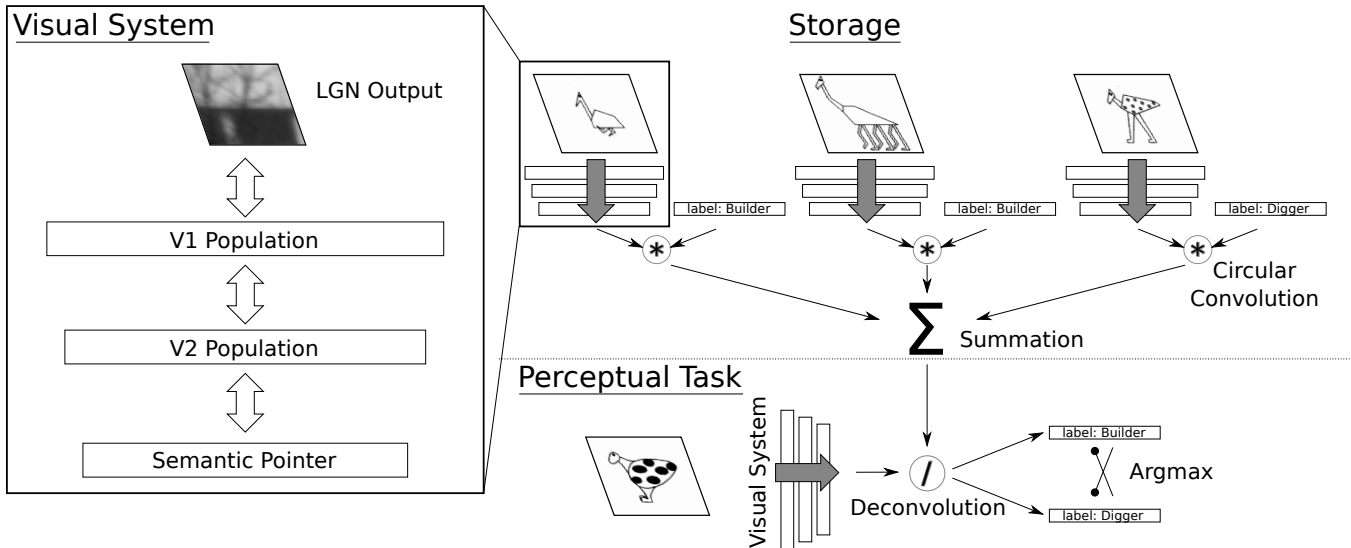 Visual System
LGN Output
V1 Population
V2 Population
Semantic Pointer
Storage
label: Builder
label: Builder
label: Digger
*
*
*
Circular
Convolution
Σ
Summation
Perceptual Task
Visual System
/
Deconvolution
label: Builder
Argmax
label: Digger